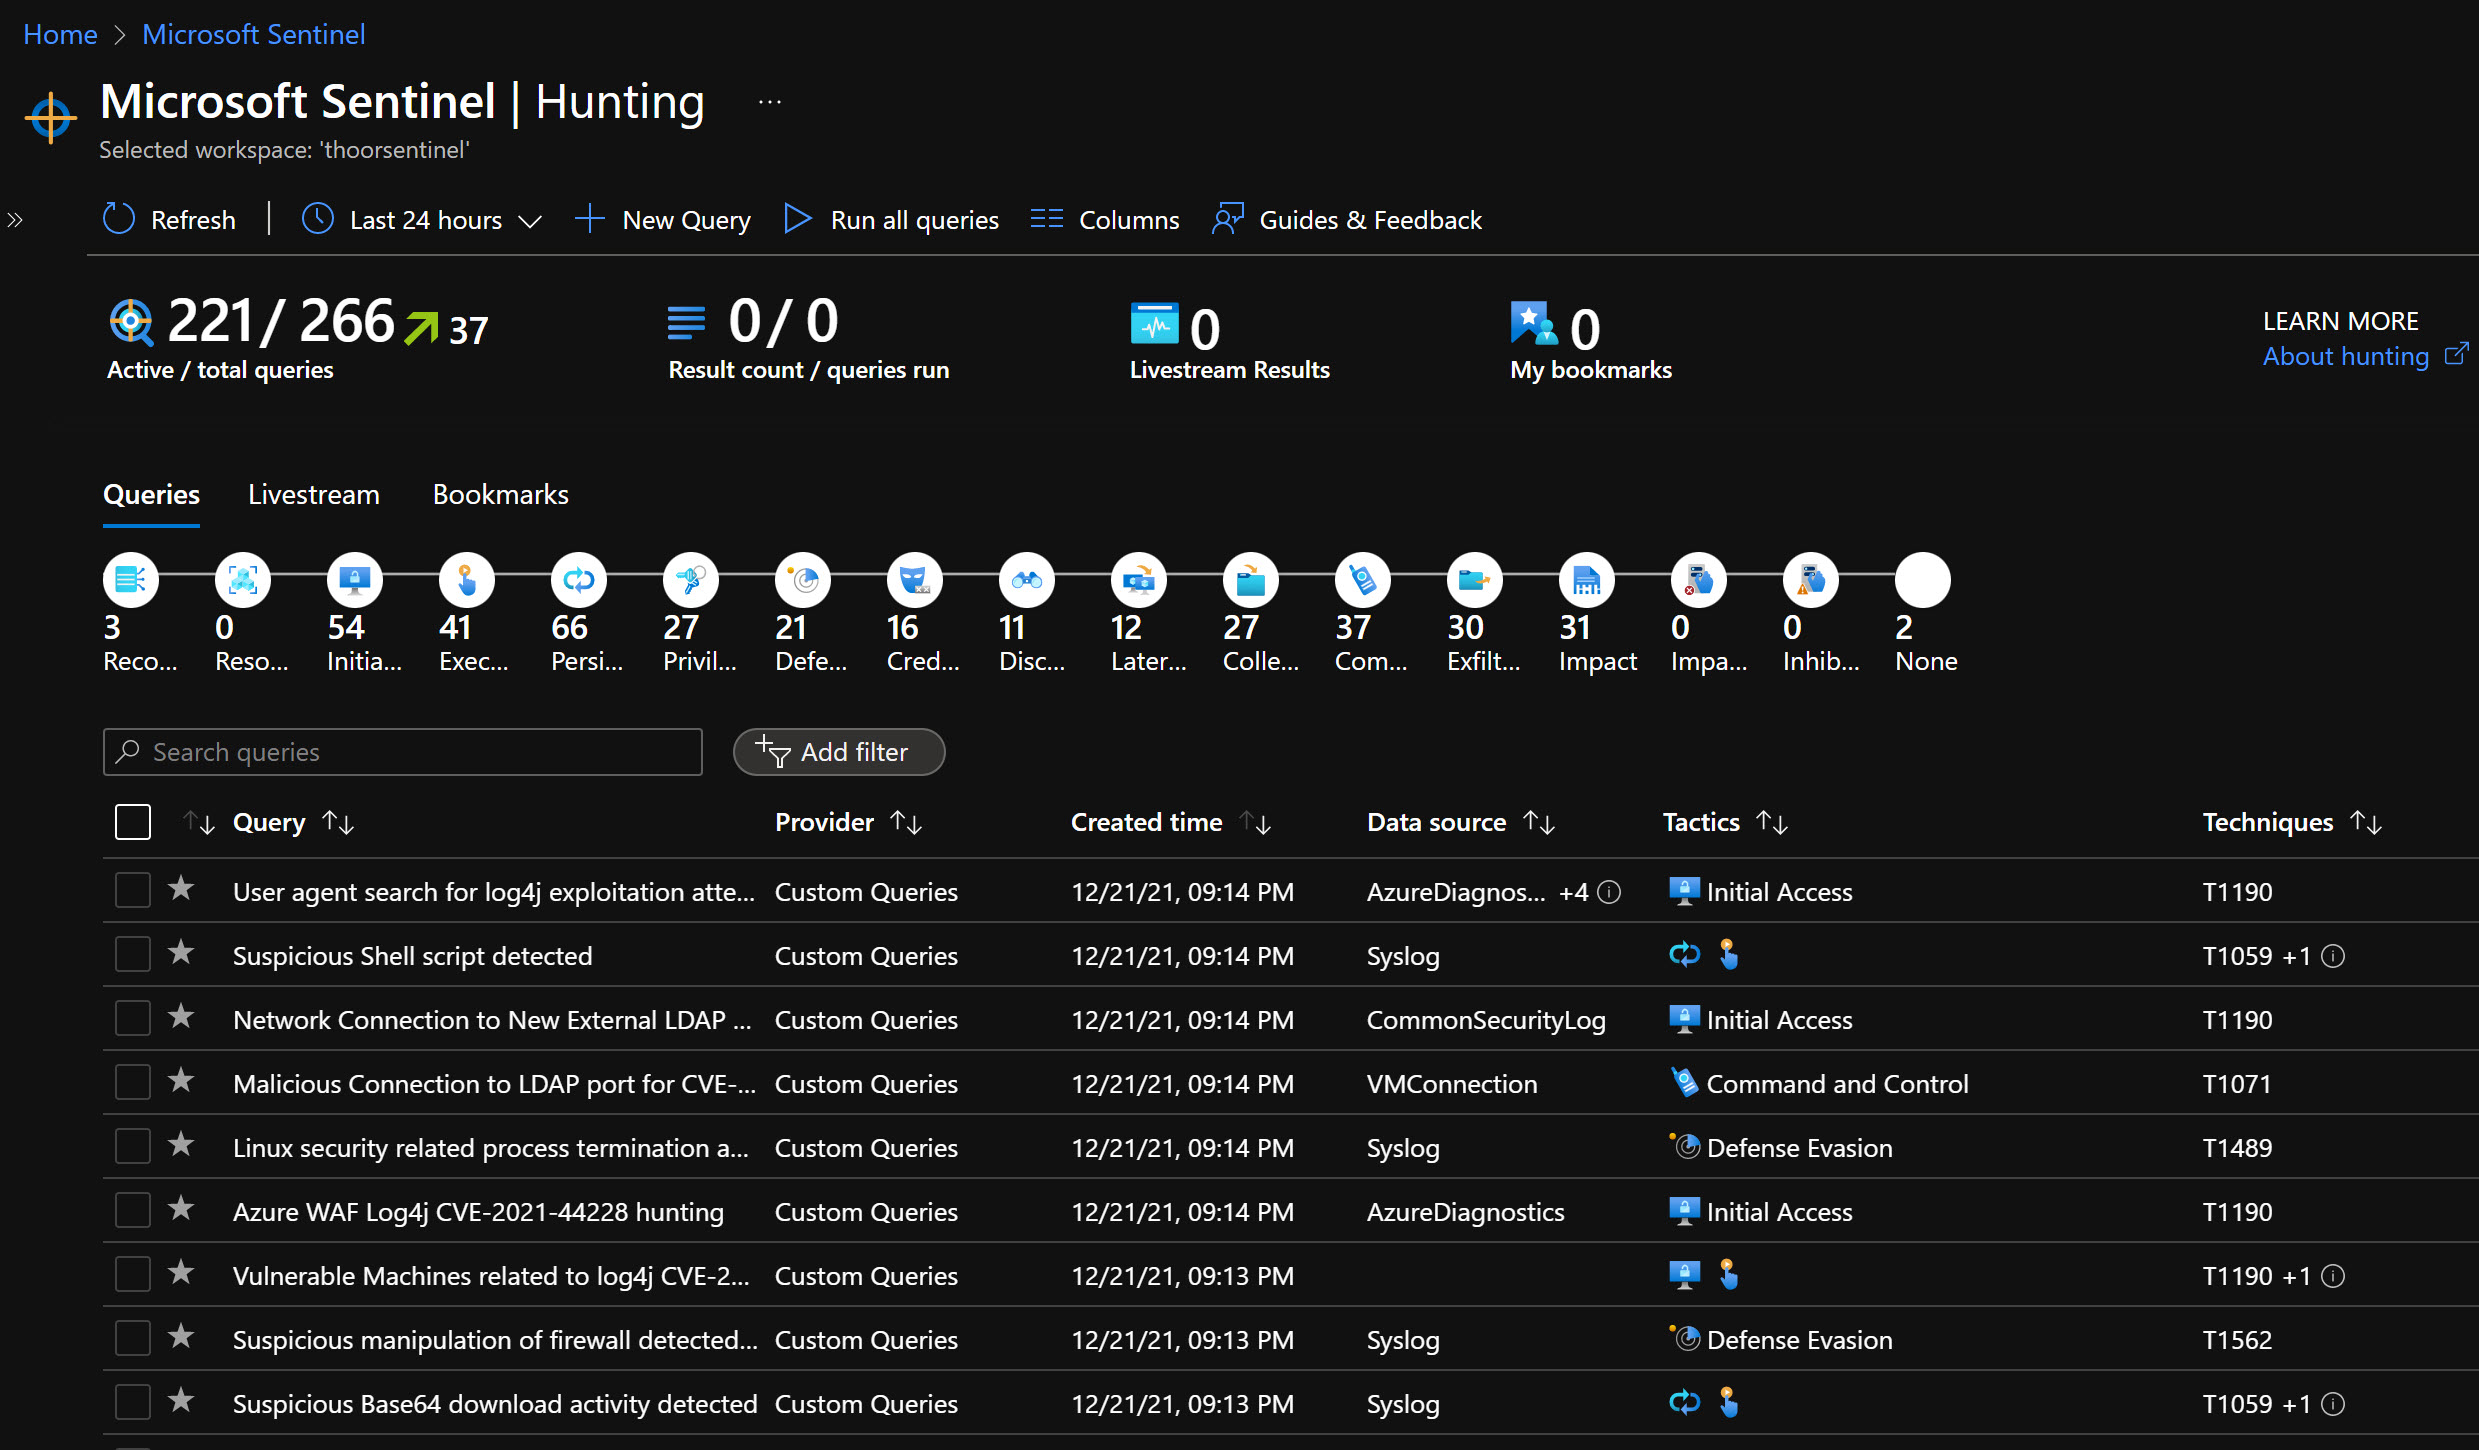 Home > Microsoft Sentinel
Microsoft Sentinel | Hunting ...
Selected workspace: 'thoorsentinel'
Refresh | Last 24 hours New Query Run all queries Columns Guides & Feedback
221/ 266 37 0/ 0 0 0 LEARN MORE
Active / total queries Result count / queries run Livestream Results My bookmarks About hunting
Queries Livestream Bookmarks
3 0 54 41 66 27 21 16 11 12 27 37 30 31 0 0 2
Reco... Reso... Initia... Exec... Persi... Privil... Defe... Cred... Disc... Later... Colle... Com... Exfilt... Impact Impa... Inhib... None
Search queries Add filter
Query Provider Created time Data source Tactics Techniques
User agent search for log4j exploitation atte... Custom Queries 12/21/21, 09:14 PM AzureDiagnos... +4 Initial Access T1190
Suspicious Shell script detected Custom Queries 12/21/21, 09:14 PM Syslog T1059 +1
Network Connection to New External LDAP ... Custom Queries 12/21/21, 09:14 PM CommonSecurityLog Initial Access T1190
Malicious Connection to LDAP port for CVE-... Custom Queries 12/21/21, 09:14 PM VMConnection Command and Control T1071
Linux security related process termination a... Custom Queries 12/21/21, 09:14 PM Syslog Defense Evasion T1489
Azure WAF Log4j CVE-2021-44228 hunting Custom Queries 12/21/21, 09:14 PM AzureDiagnostics Initial Access T1190
Vulnerable Machines related to log4j CVE-2... Custom Queries 12/21/21, 09:13 PM T1190 +1
Suspicious manipulation of firewall detected... Custom Queries 12/21/21, 09:13 PM Syslog Defense Evasion T1562
Suspicious Base64 download activity detected Custom Queries 12/21/21, 09:13 PM Syslog T1059 +1